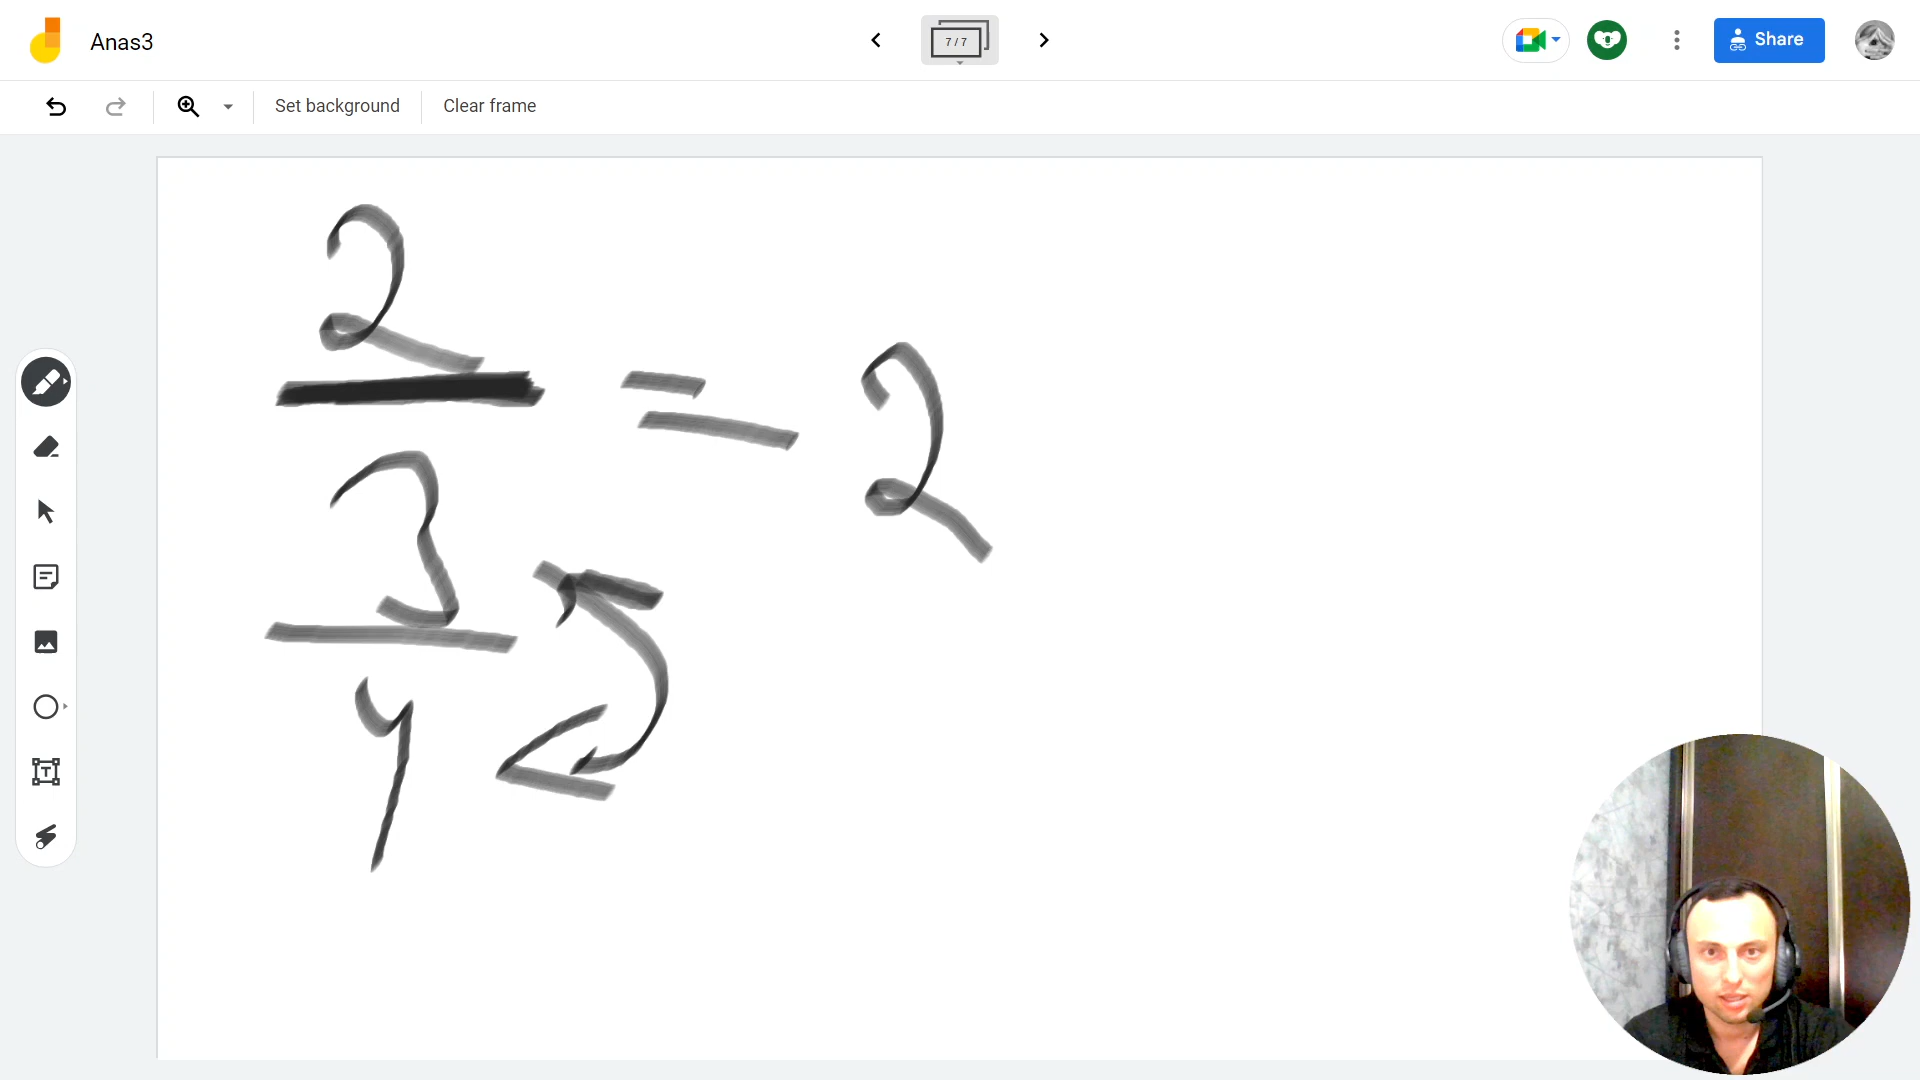 Anas3
7 / 7
Share
Set background
Clear frame
2
= 2
3
4
T